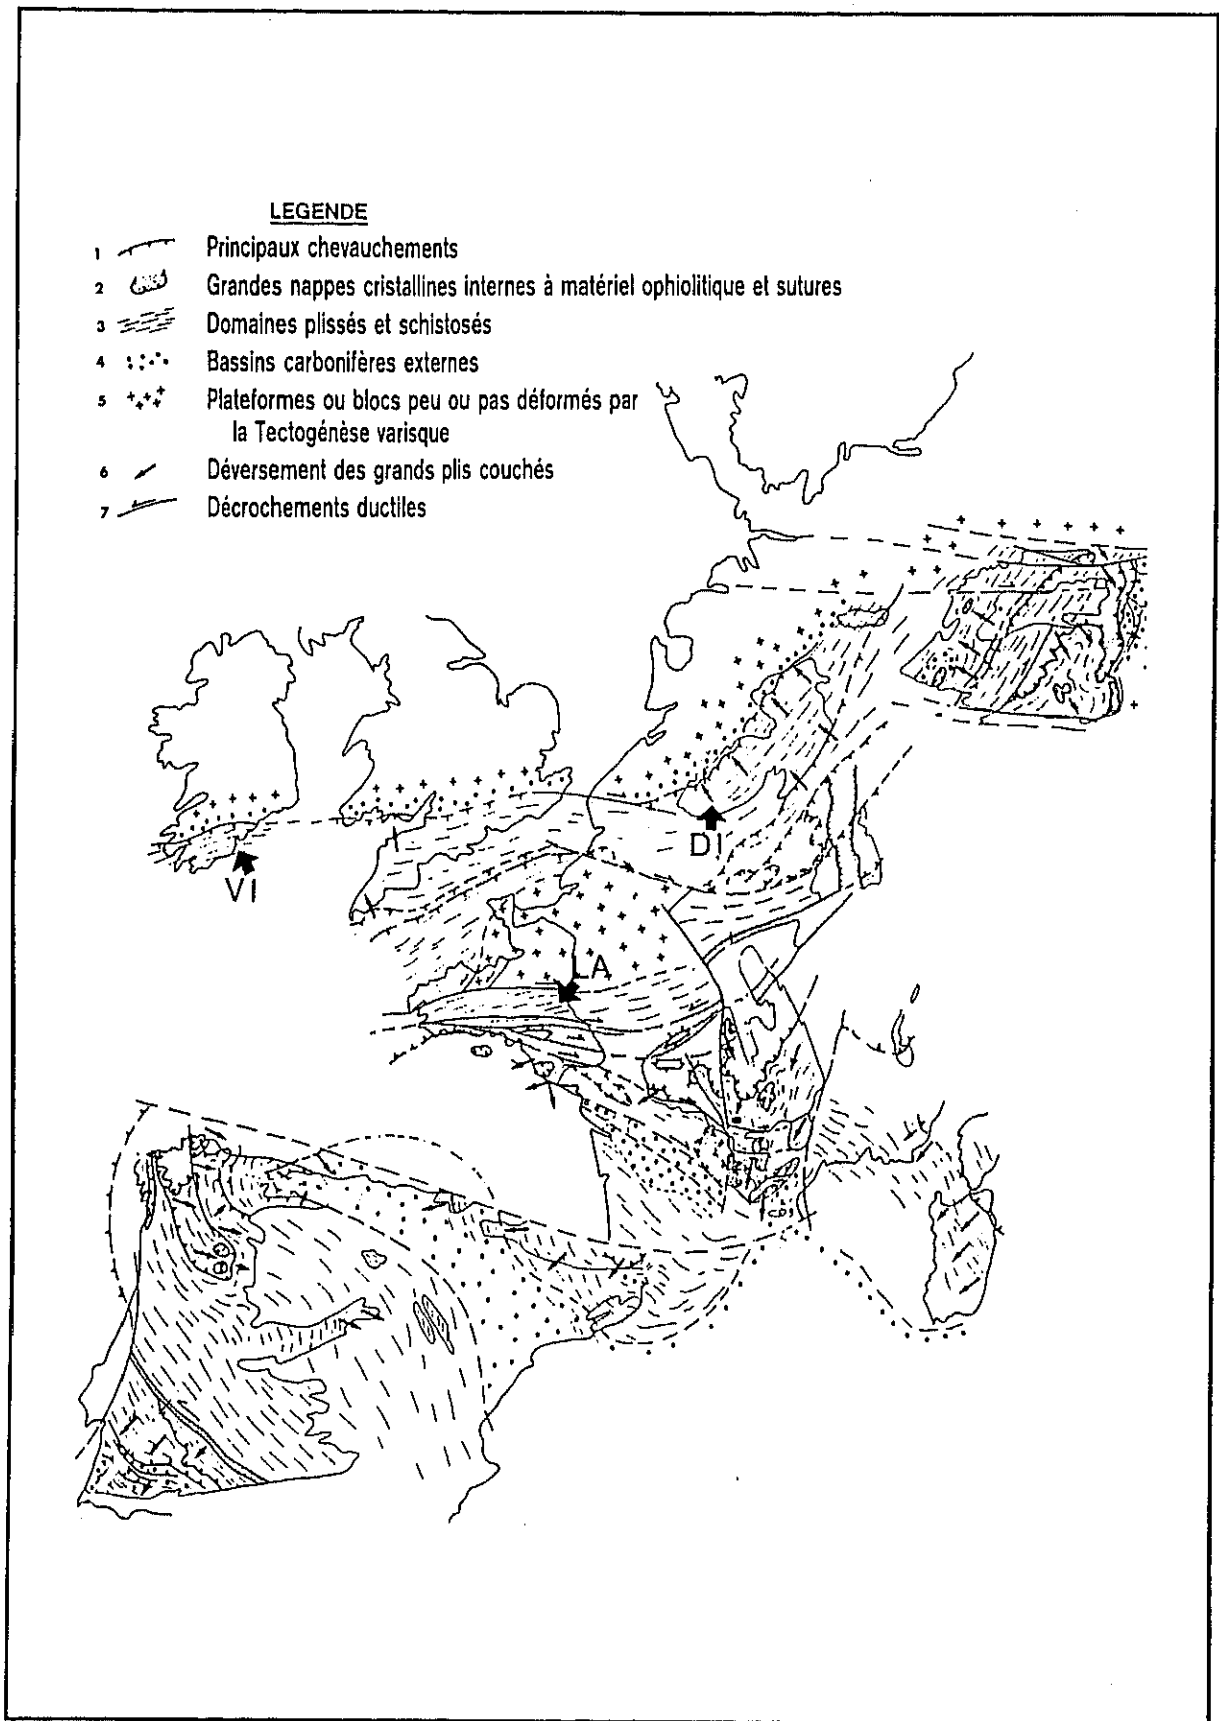 LEGENDE
1 Principaux chevauchements
2 Grandes nappes cristallines internes à matériel ophiolitique et sutures
3 Domaines plissés et schistosés
4 Bassins carbonifères externes
5 Plateformes ou blocs peu ou pas déformés par
la Tectogénèse varisque
6 Déversement des grands plis couchés
7 Décrochements ductiles
DI
VI
LA